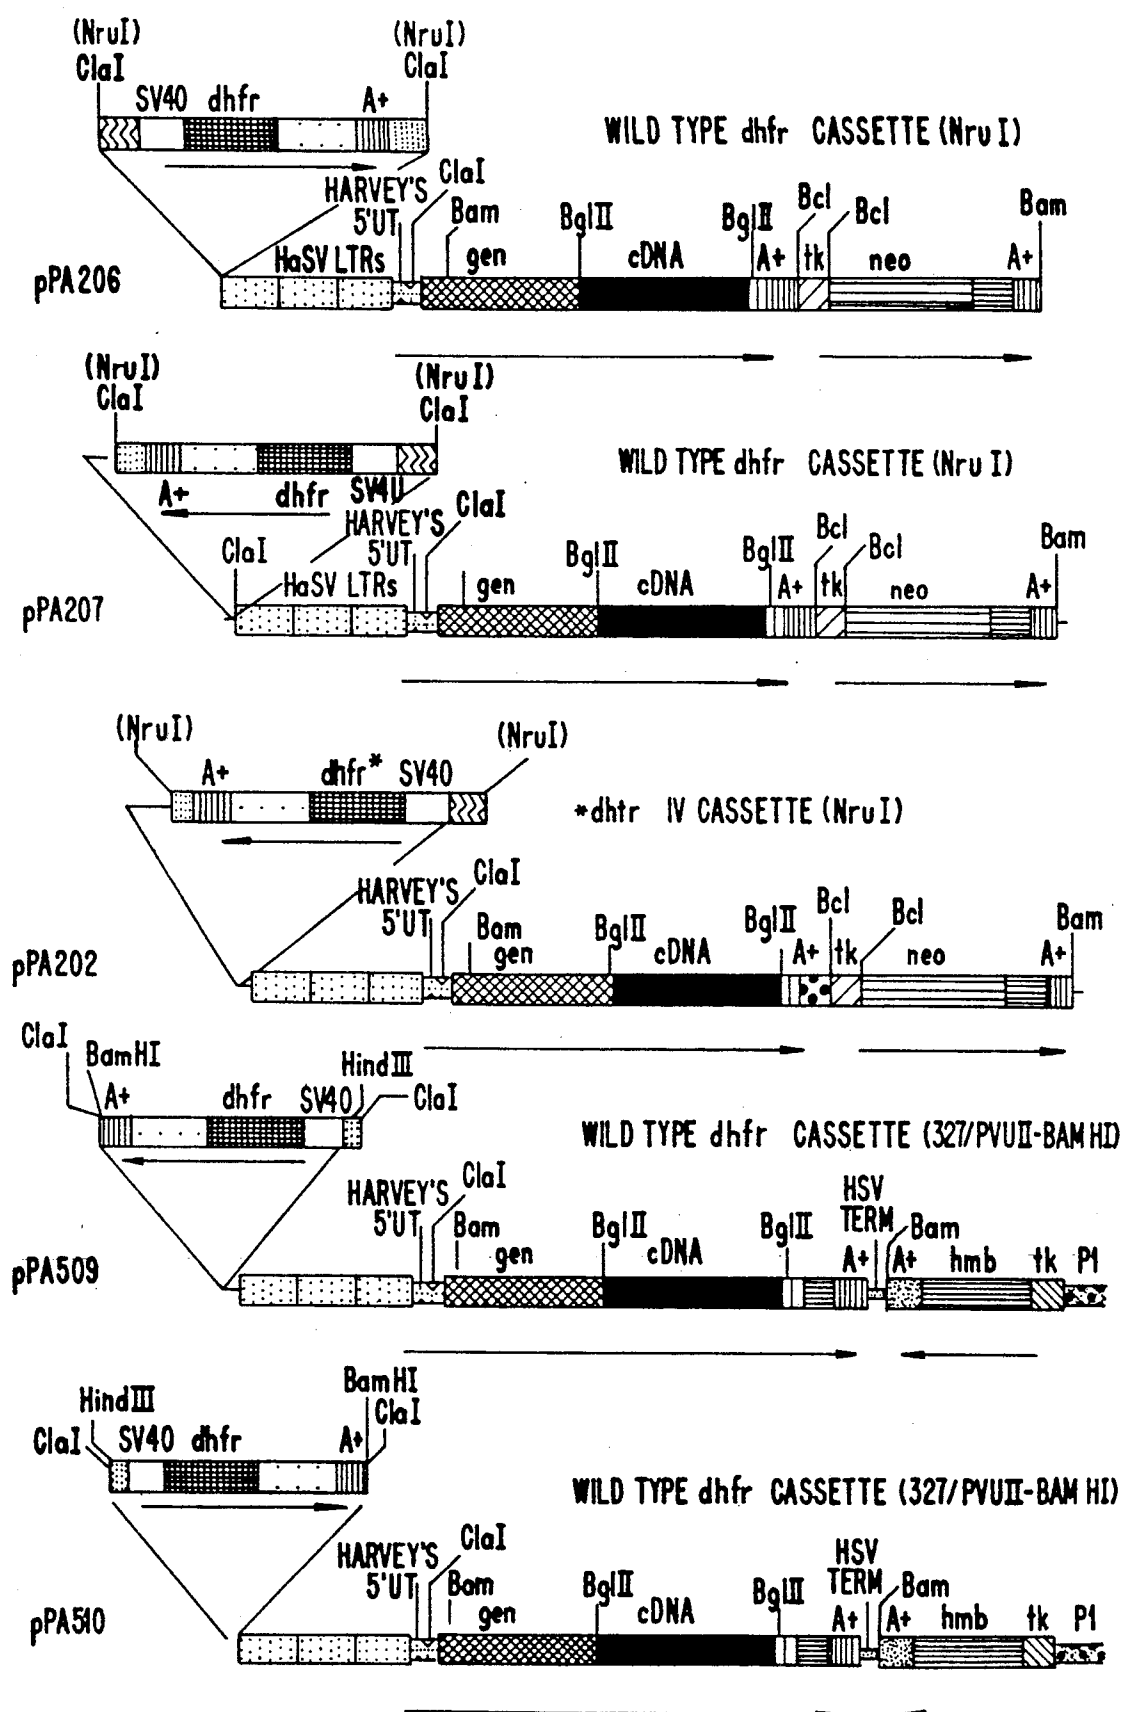 (NruI) (NruI)
ClaI ClaI
SV40 dhfr A+
WILD TYPE dhfr CASSETTE (Nru I)
HARVEY'S ClaI
5'UT Bam BglII BglII Bcl Bcl Bam
HaSV LTRs gen cDNA A+ tk neo A+
pPA206
(NruI) (NruI)
ClaI ClaI
WILD TYPE dhfr CASSETTE (Nru I)
A+ dhfr SV4U
HARVEY'S ClaI
ClaI 5'UT BglII BglII Bcl Bcl Bam
HaSV LTRs gen cDNA A+ tk neo A+
pPA207
(NruI) (NruI)
A+ dhfr* SV40
*dhtr IV CASSETTE (NruI)
HARVEY'S ClaI
5'UT Bam BglII BglII Bcl Bcl Bam
gen cDNA A+ tk neo A+
pPA202
ClaI BamHI HindIII
A+ dhfr SV40 ClaI
WILD TYPE dhfr CASSETTE (327/PVUII-BAM HI)
HARVEY'S ClaI HSV
5'UT Bam BglII BglII TERM Bam
gen cDNA A+ A+ hmb tk P1
pPA509
HindIII BamHI
ClaI SV40 dhfr A+ ClaI
WILD TYPE dhfr CASSETTE (327/PVUII-BAM HI)
HARVEY'S ClaI HSV
5'UT Bam BglII BglII TERM Bam
gen cDNA A+ A+ hmb tk P1
pPA510